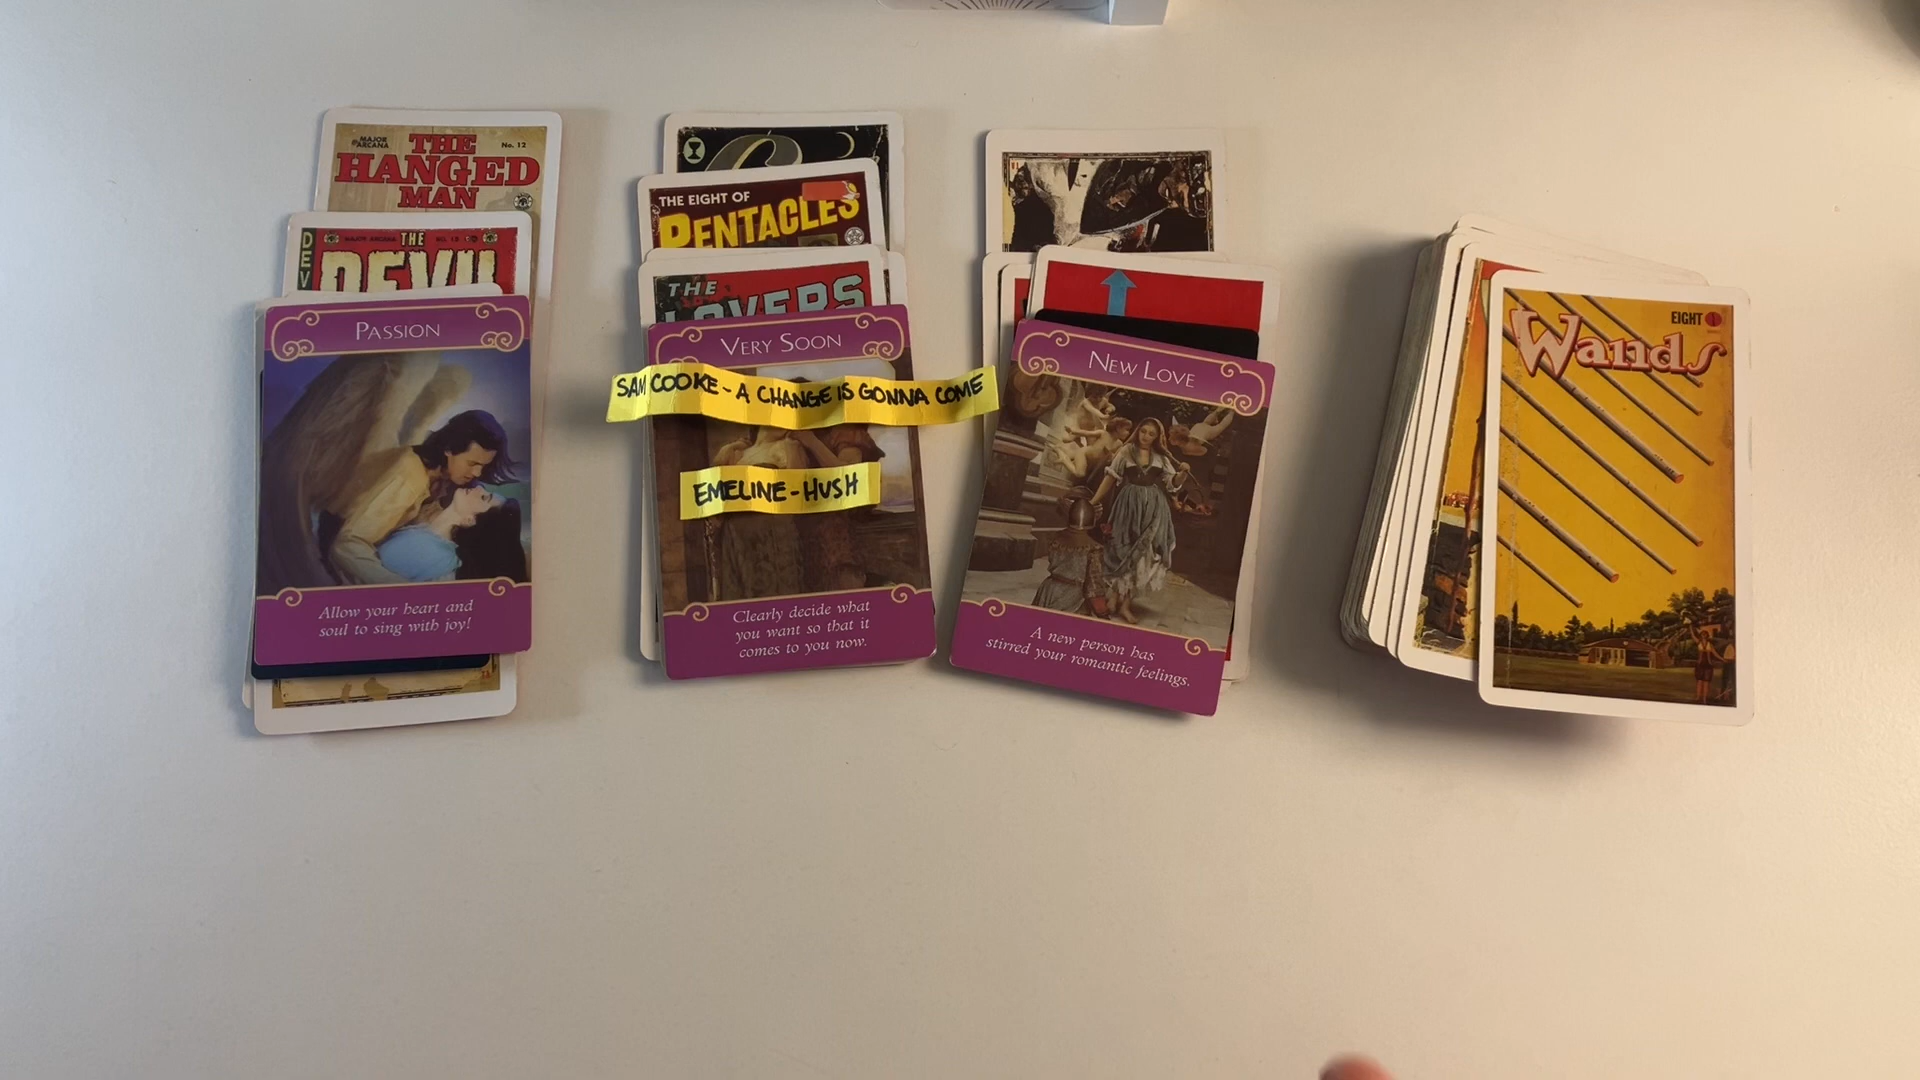 MAJOR ARCANA
THE
HANGED
MAN
No. 12
DEV
MAJOR ARCANA
THE
DEVIL
PASSION
Allow your heart and
soul to sing with joy!
THE EIGHT OF
PENTACLES
THE
LOVERS
VERY SOON
SAM COOKE - A CHANGE IS GONNA COME
EMELINE - HUSH
Clearly decide what
you want so that it
comes to you now.
NEW LOVE
A new person has
stirred your romantic feelings.
EIGHT
Wands